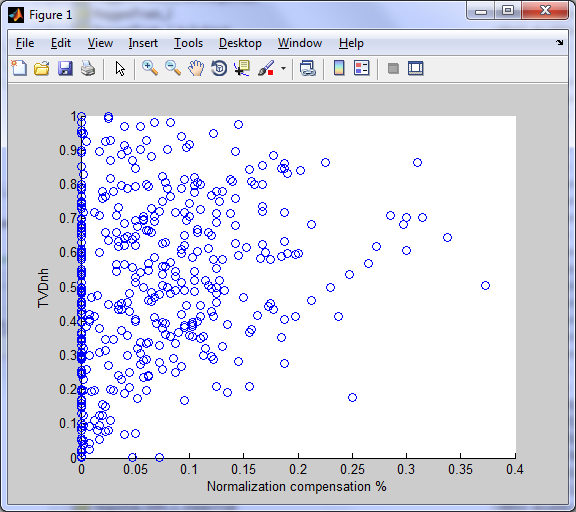 Figure 1
File Edit View Insert Tools Desktop Window Help
1
0.9
0.8
0.7
0.6
0.5
0.4
0.3
0.2
0.1
0
TVDnh
0 0.05 0.1 0.15 0.2 0.25 0.3 0.35 0.4
Normalization compensation %